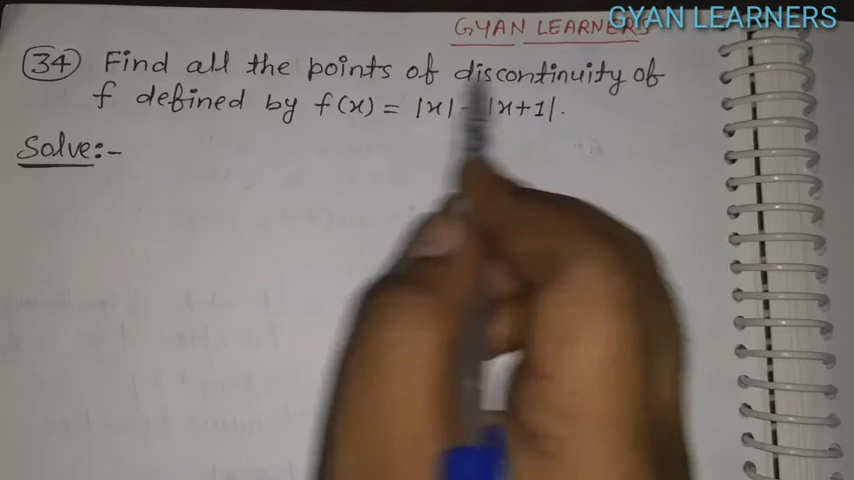 GYAN LEARNERS
GYAN LEARNERS
34 Find all the points of discontinuity of
f defined by f(x) = |x| - |x+1|.
Solve:-